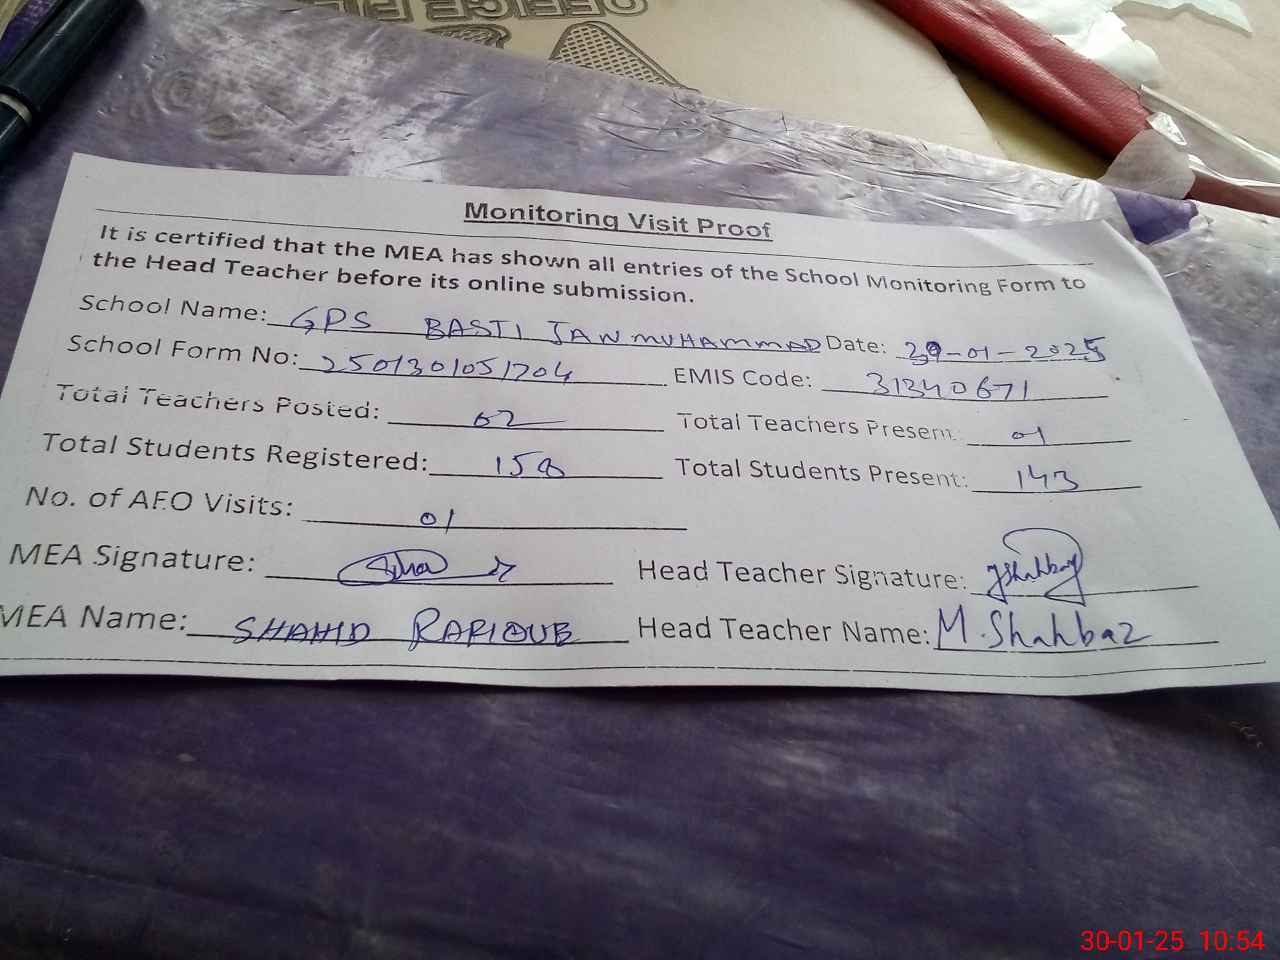 OFFICE FILE
Monitoring Visit Proof
It is certified that the MEA has shown all entries of the School Monitoring Form to
the Head Teacher before its online submission.
School Name: GPS BASTI JAN MUHAMMAD Date: 29-01-2025
School Form No: 2501301051704 EMIS Code: 31340671
Total Teachers Posted: 02 Total Teachers Present: 01
Total Students Registered: 158 Total Students Present: 143
No. of AEO Visits: 01
MEA Signature: Head Teacher Signature: Shahbaz
MEA Name: SHAHID RAFIQUE Head Teacher Name: M. Shahbaz
30-01-25 10:54